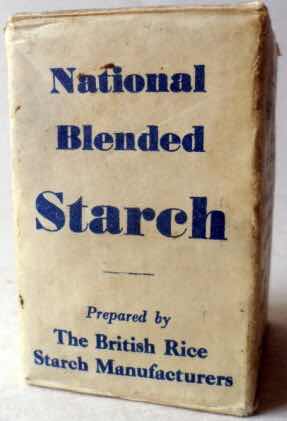 National
Blended
Starch
Prepared by
The British Rice
Starch Manufacturers